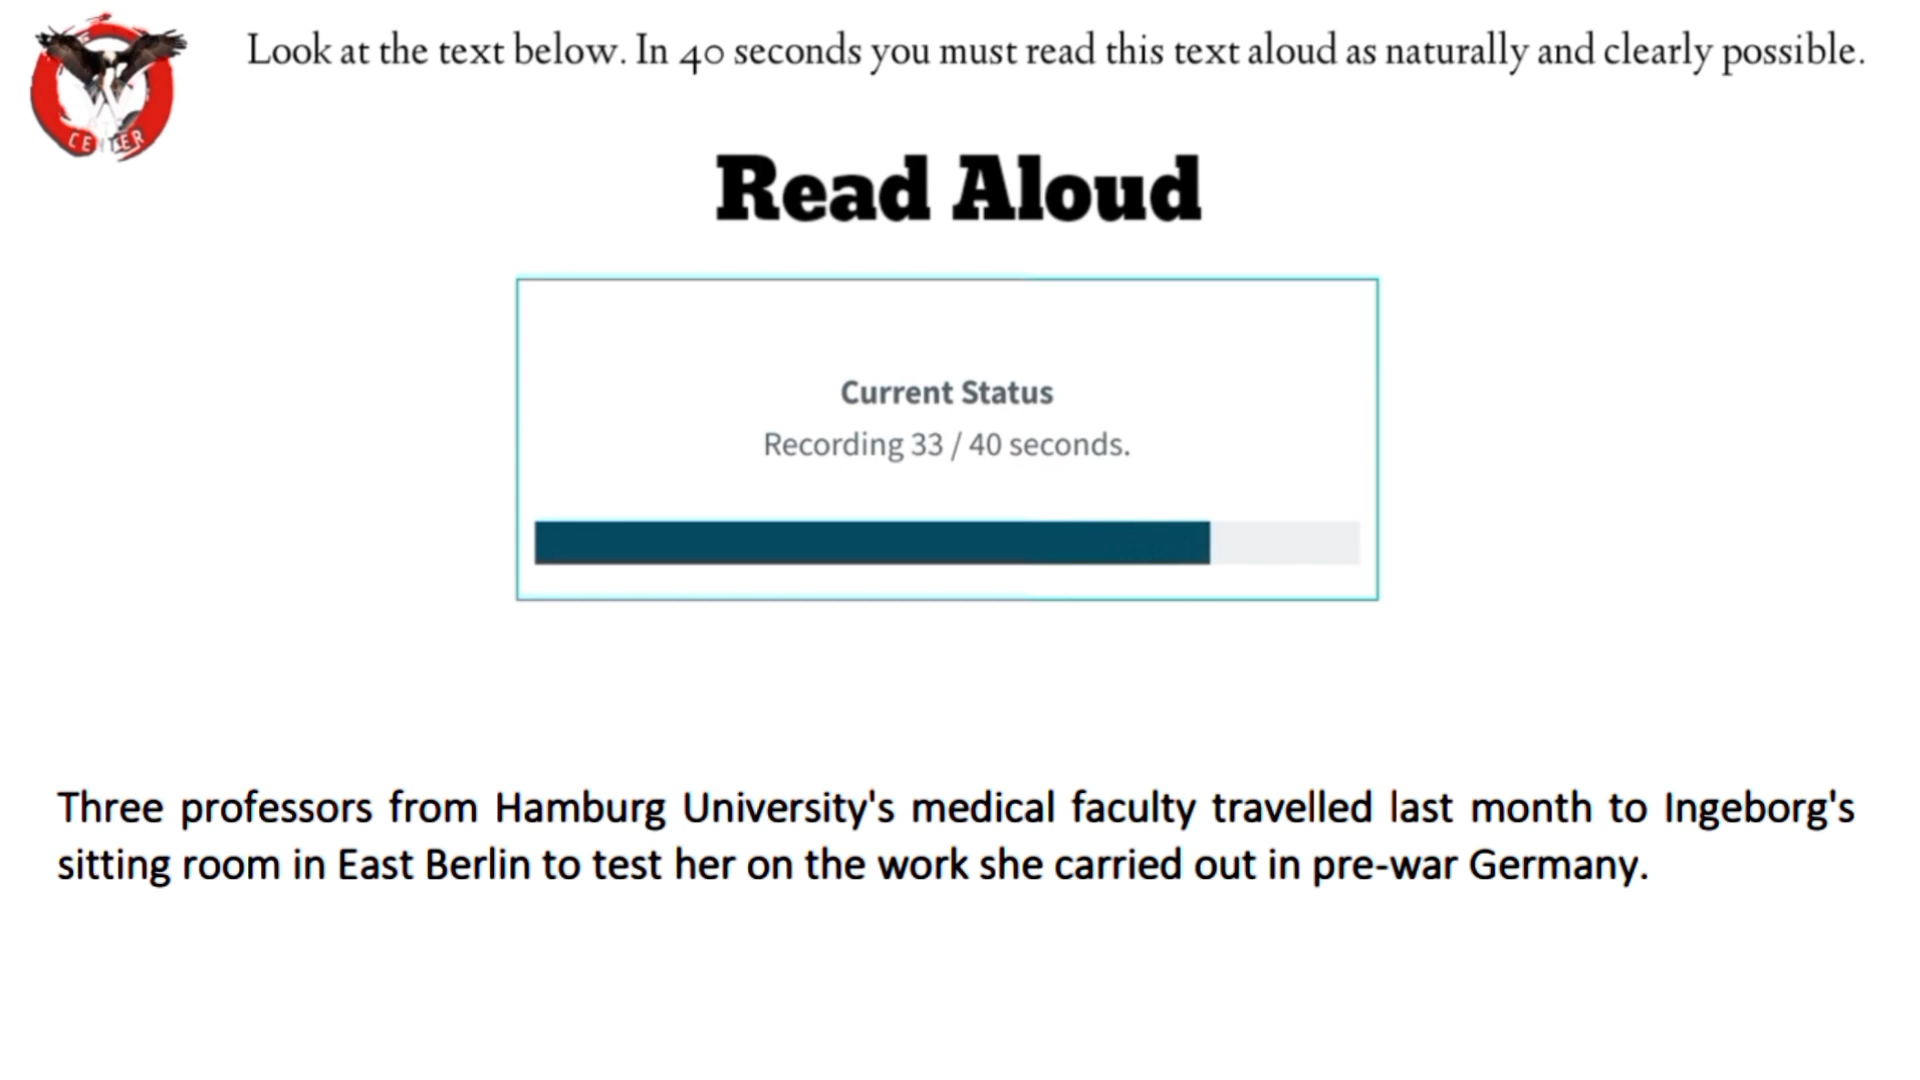 Look at the text below. In 40 seconds you must read this text aloud as naturally and clearly possible.
CENTER
Read Aloud
Current Status
Recording 33 / 40 seconds.
Three professors from Hamburg University's medical faculty travelled last month to Ingeborg's
sitting room in East Berlin to test her on the work she carried out in pre-war Germany.